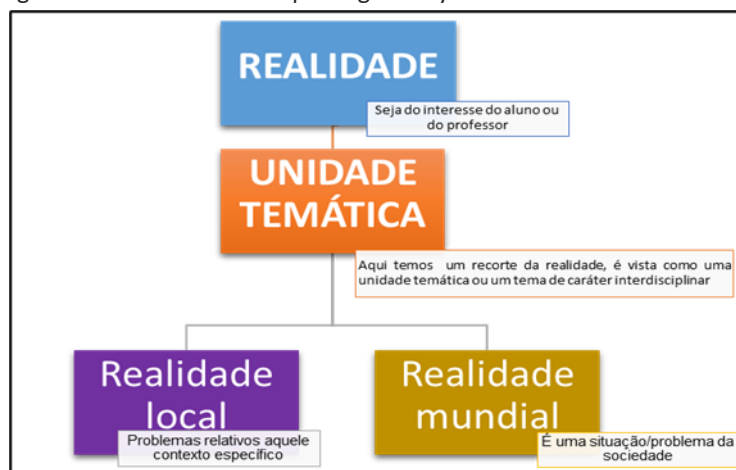 REALIDADE
Seja do interesse do aluno ou
do professor
UNIDADE
TEMÁTICA
Aqui temos um recorte da realidade, é vista como uma
unidade temática ou um tema de caráter interdisciplinar
Realidade
local
Problemas relativos aquele
contexto específico
Realidade
mundial
É uma situação/problema da
sociedade